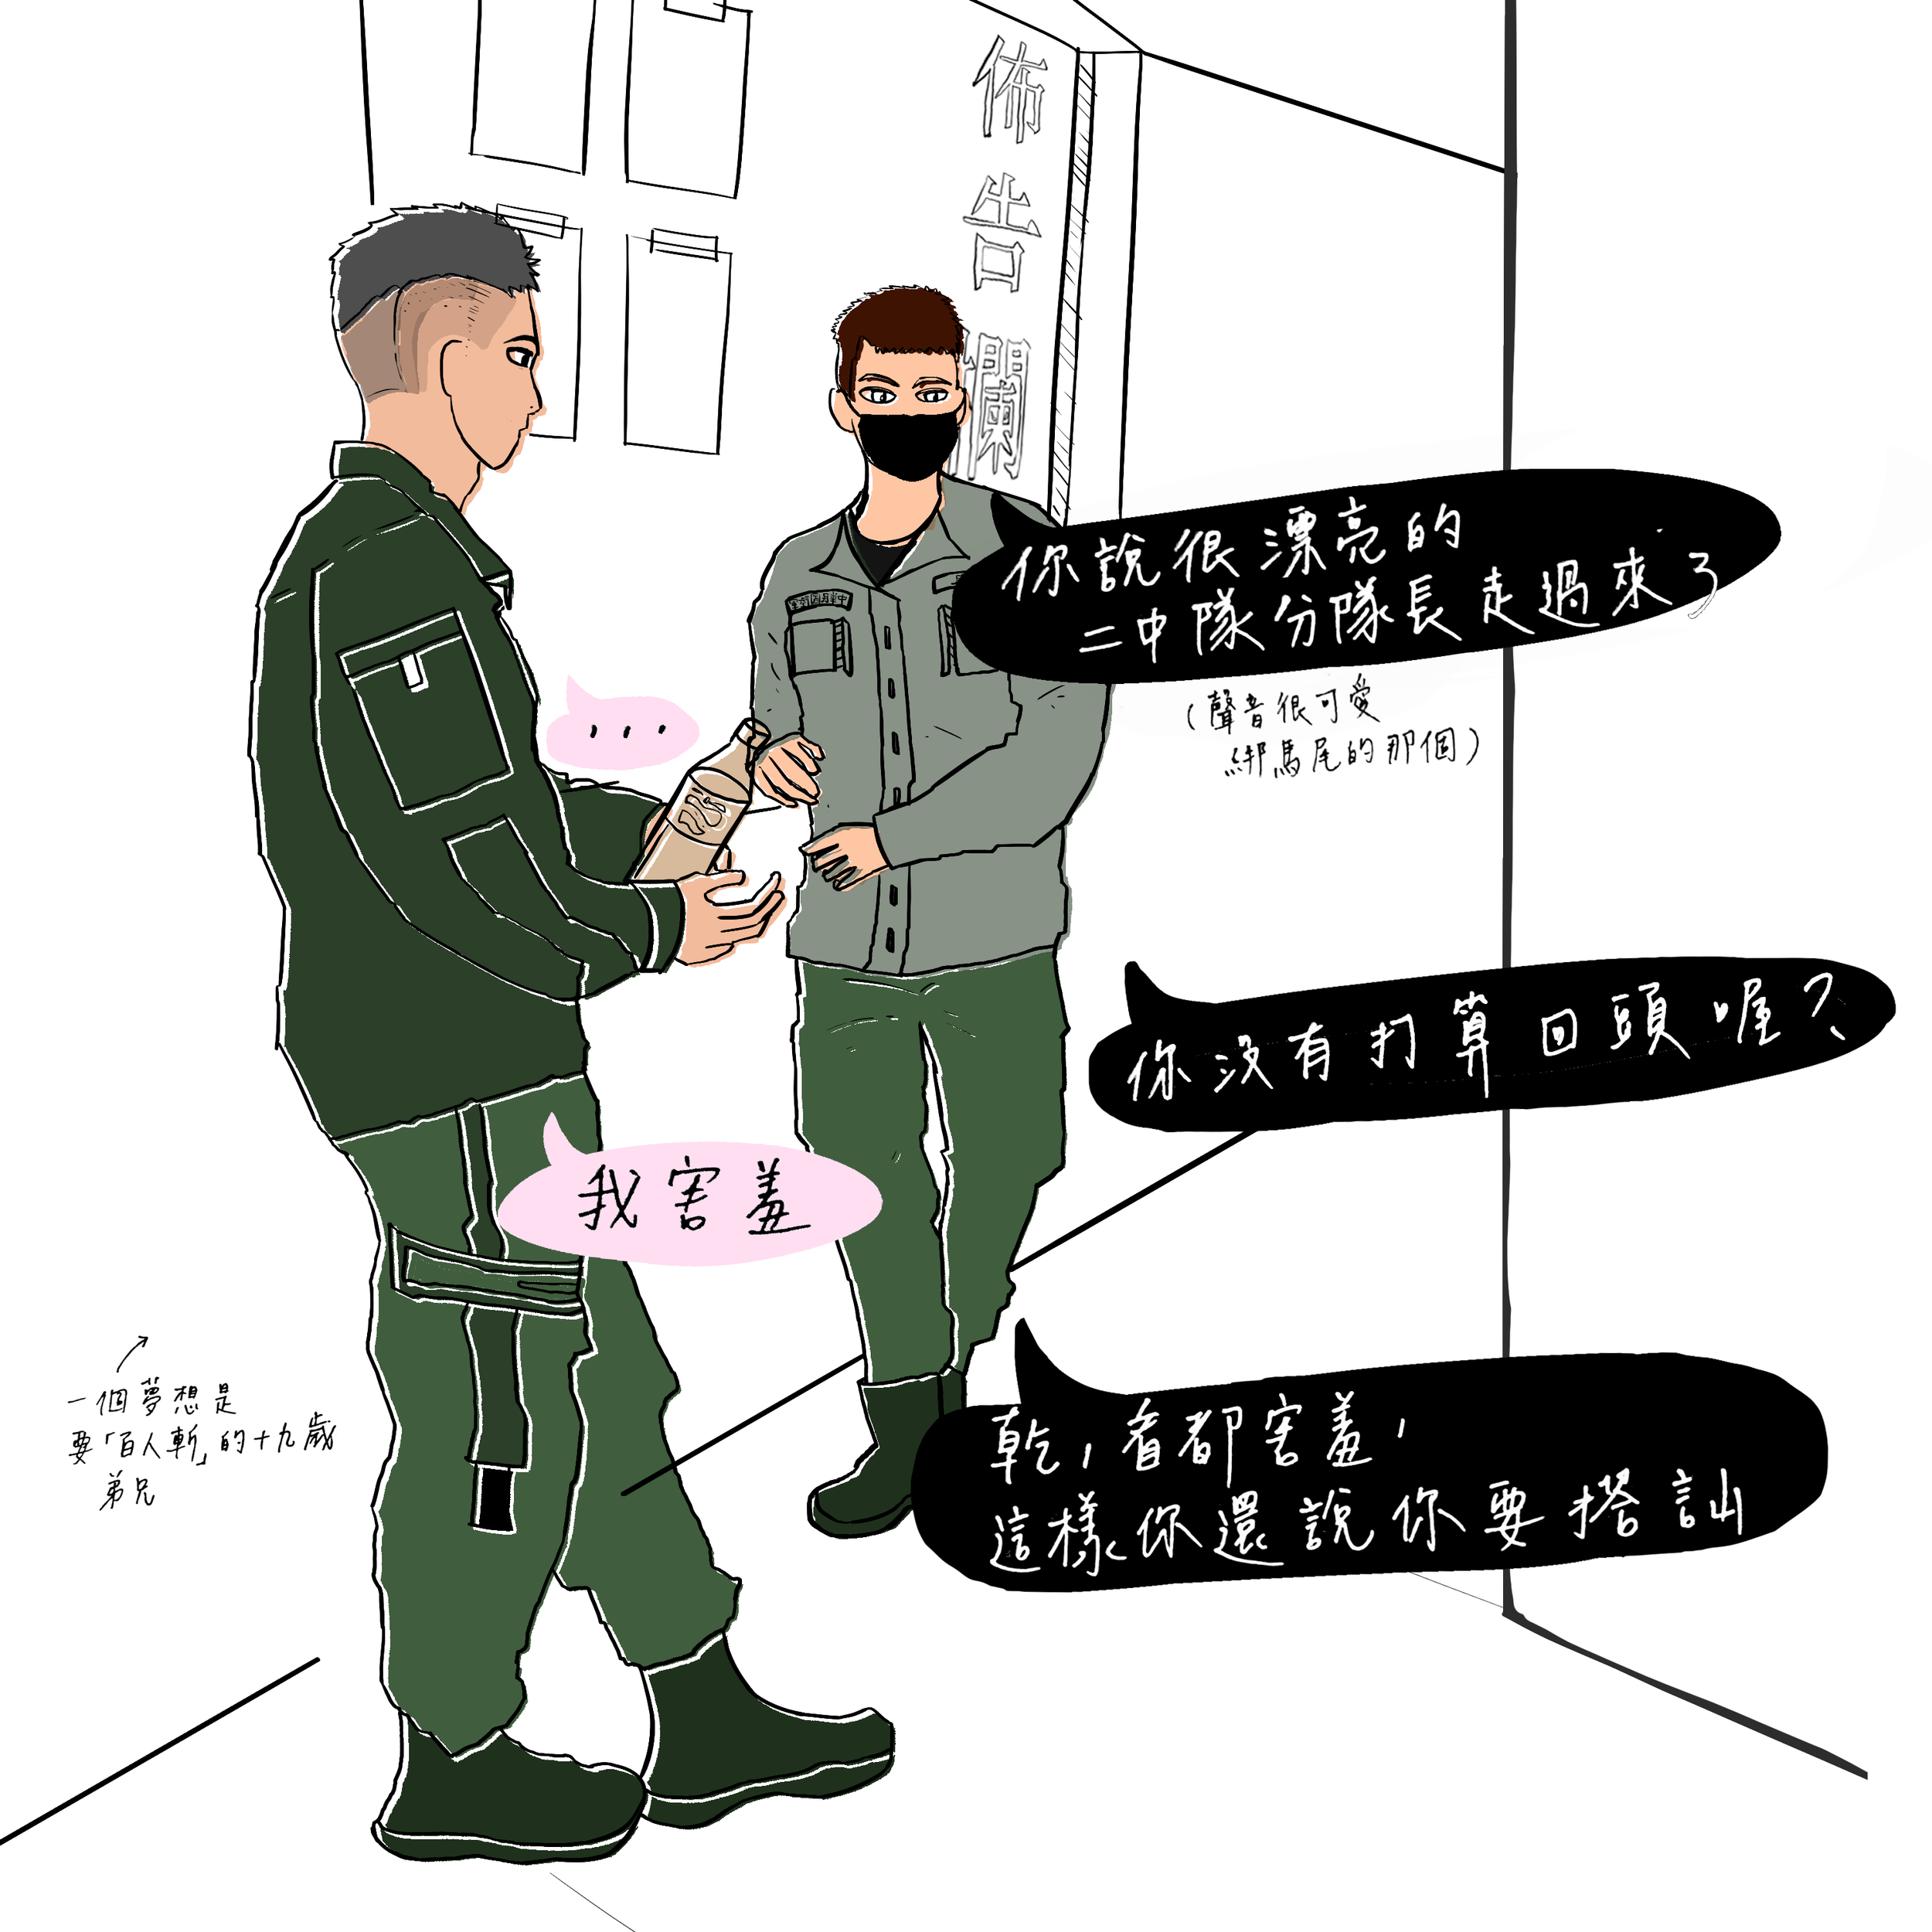 佈告欄
你說很漂亮的
二中隊分隊長走過來了
(聲音很可愛
綁馬尾的那個)
...
你沒有打算回頭喔?
我害羞
一個夢想是
要「百人斬」的十九歲
弟兄
乾,看都害羞,
這樣你還說你要搭訕